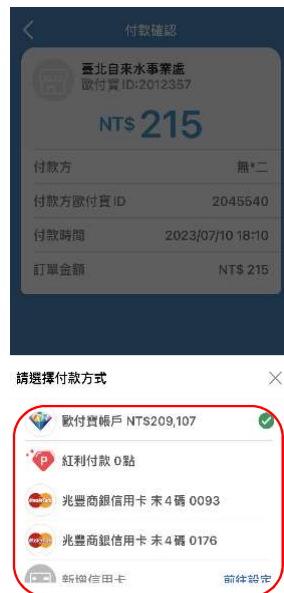 付款確認
臺北自來水事業處
歐付寶ID:2012357
NT$ 215
付款方 無*二
付款方歐付寶ID 2045540
付款時間 2023/07/10 18:10
訂單金額 NT$ 215
請選擇付款方式
歐付寶帳戶 NT$209,107
紅利付款 0點
兆豐商銀信用卡 末4碼 0093
兆豐商銀信用卡 末4碼 0176
新增信用卡 前往設定